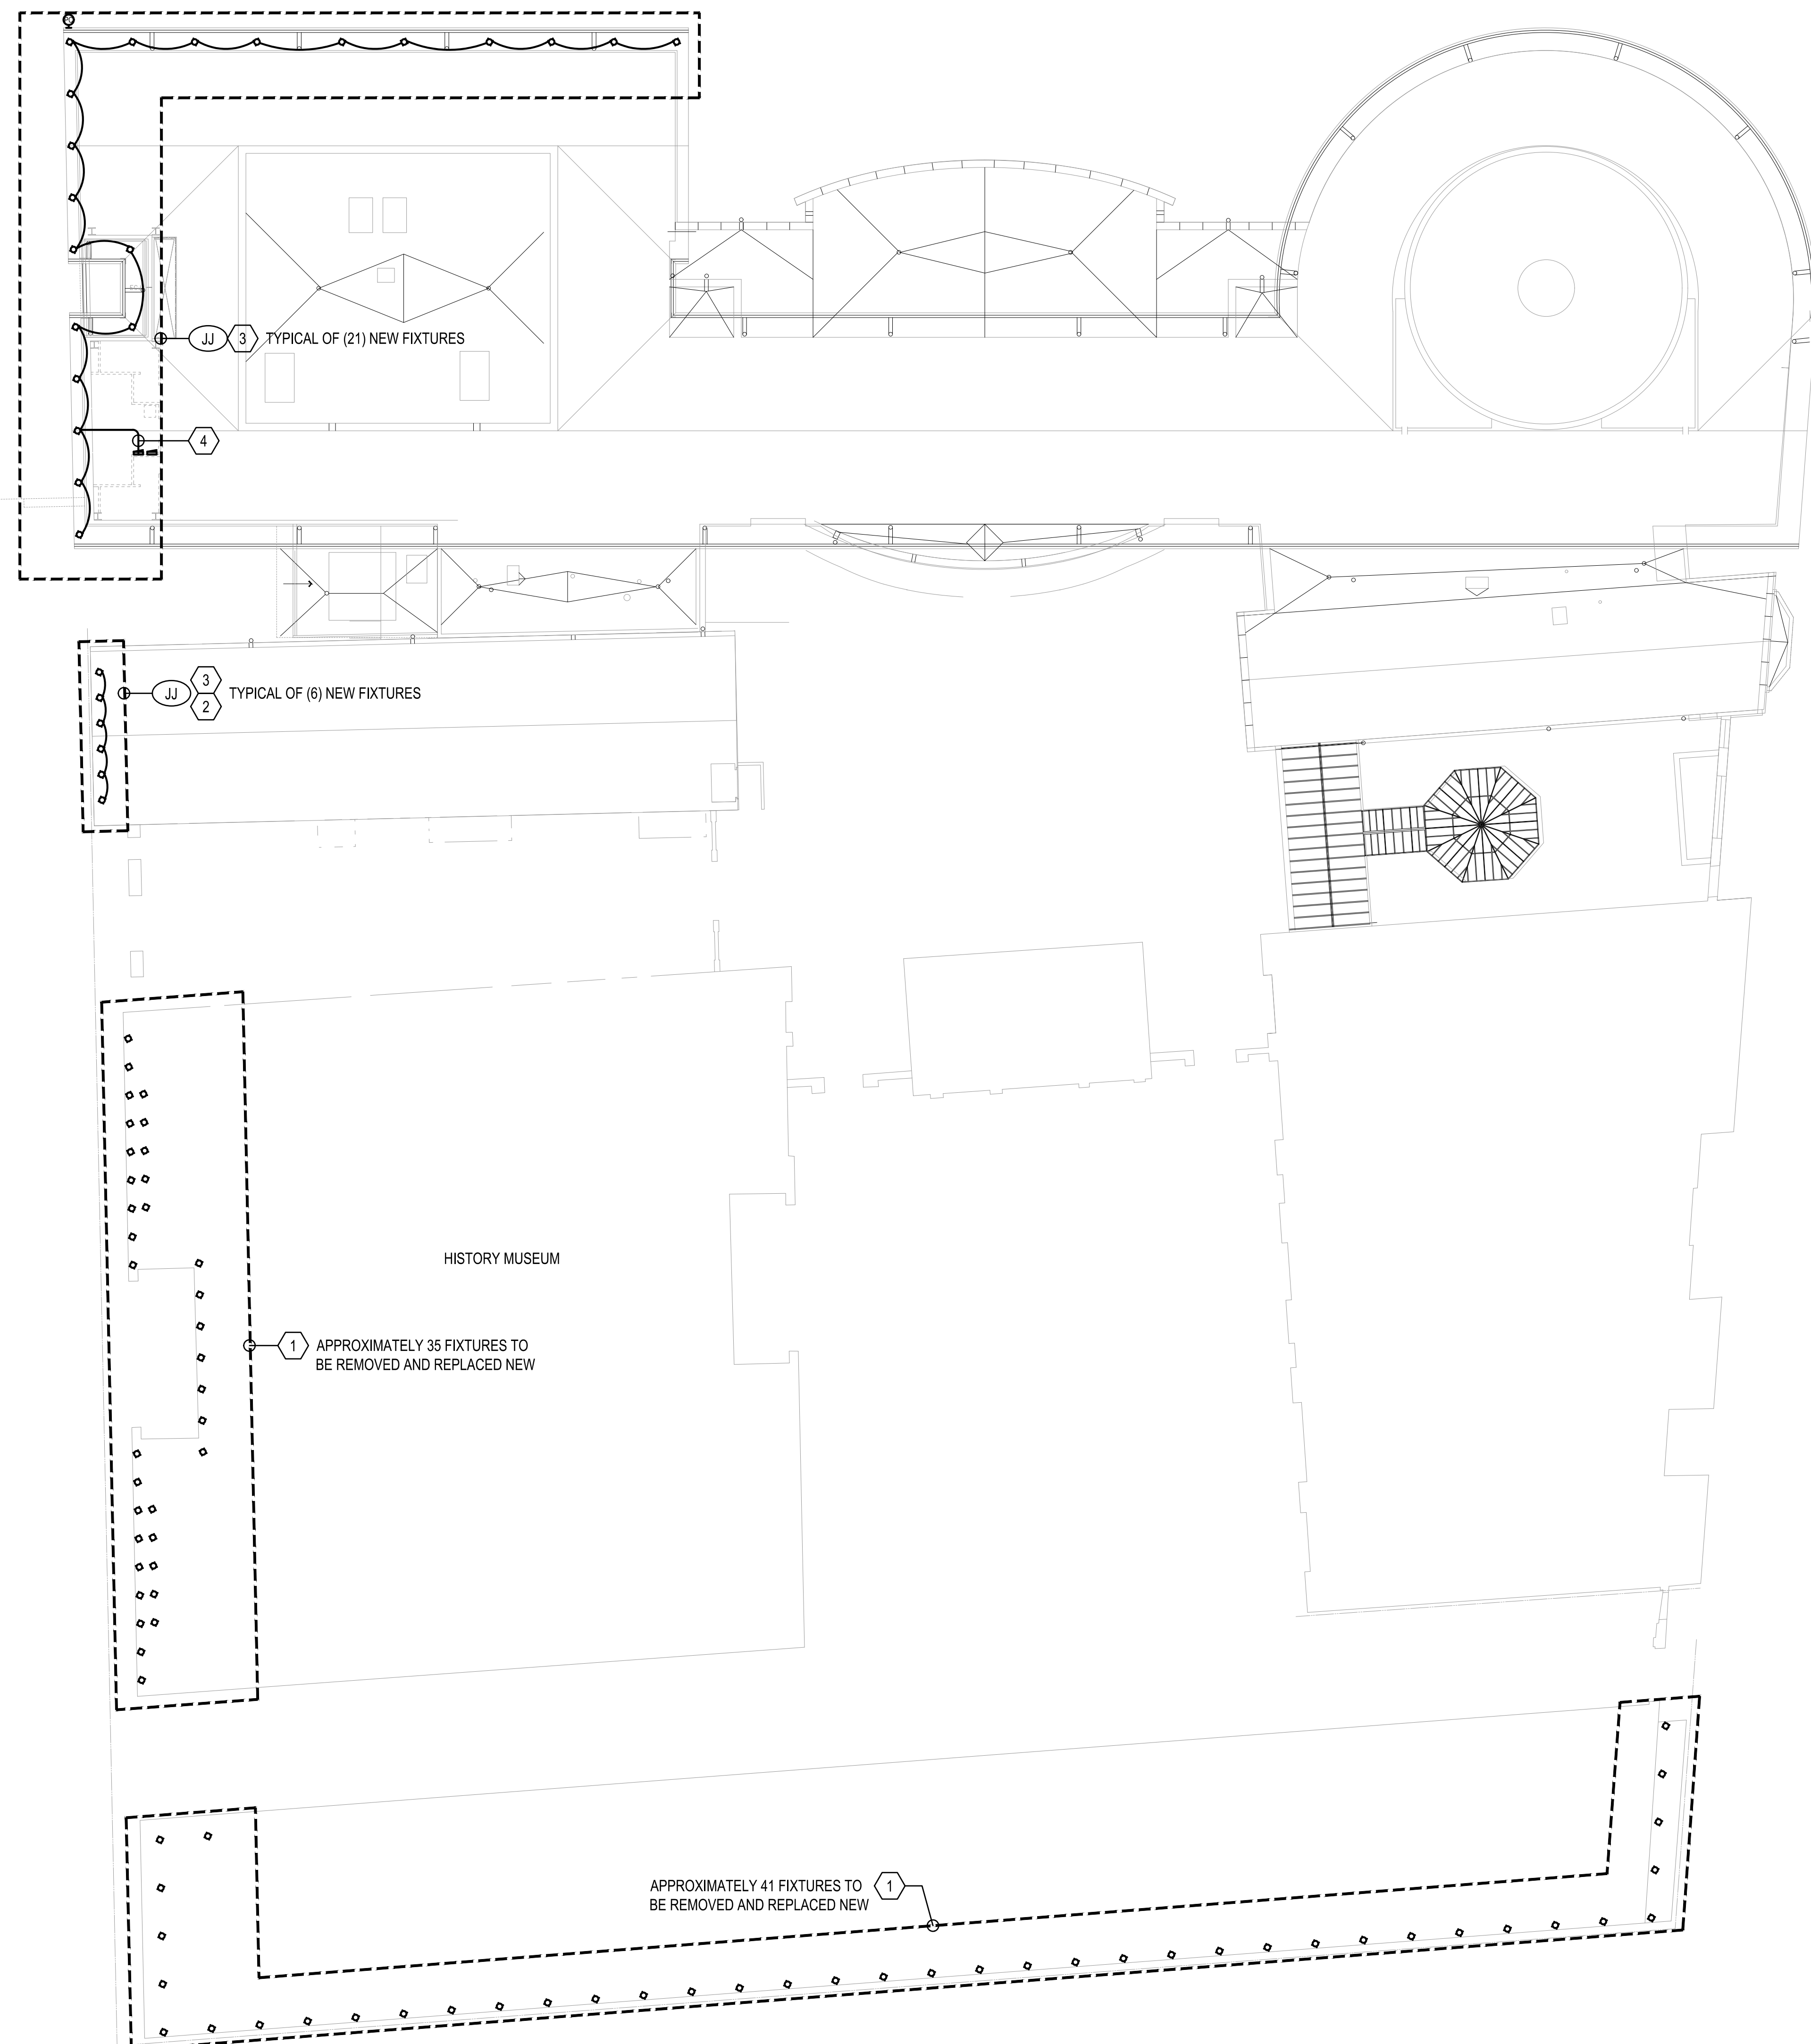 JJ 3 TYPICAL OF (21) NEW FIXTURES
4
JJ 3 2 TYPICAL OF (6) NEW FIXTURES
HISTORY MUSEUM
1 APPROXIMATELY 35 FIXTURES TO
BE REMOVED AND REPLACED NEW
APPROXIMATELY 41 FIXTURES TO 1
BE REMOVED AND REPLACED NEW